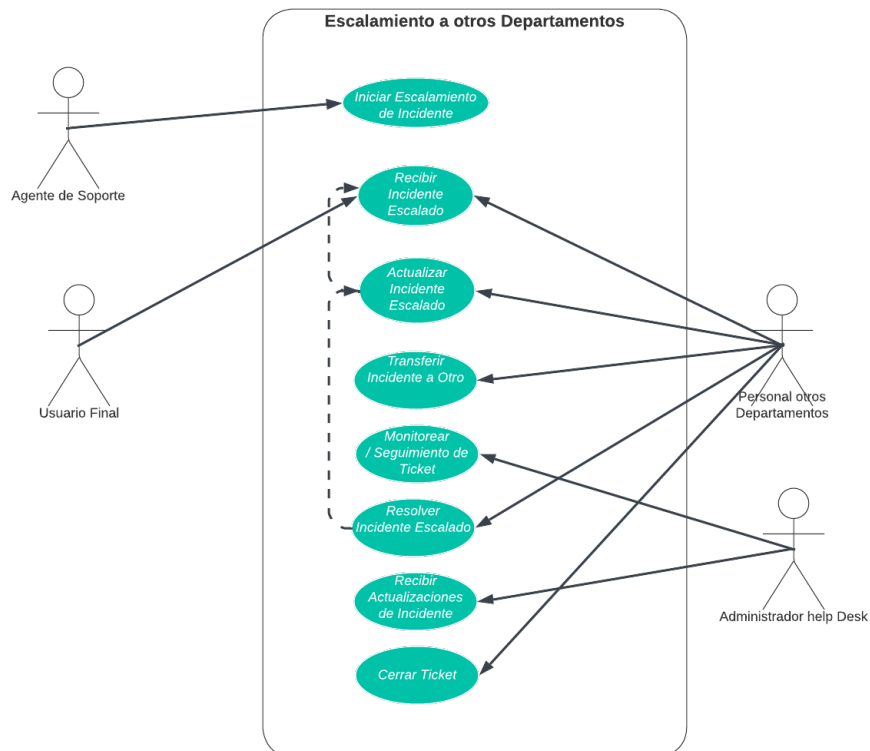 Escalamiento a otros Departamentos
Iniciar Escalamiento
de Incidente
Agente de Soporte
Recibir
Incidente
Escalado
Actualizar
Incidente
Escalado
Usuario Final
Transferir
Incidente a Otro
Personal otros
Departamentos
Monitorear
/ Seguimiento de
Ticket
Resolver
Incidente Escalado
Recibir
Actualizaciones
de Incidente
Administrador help Desk
Cerrar Ticket